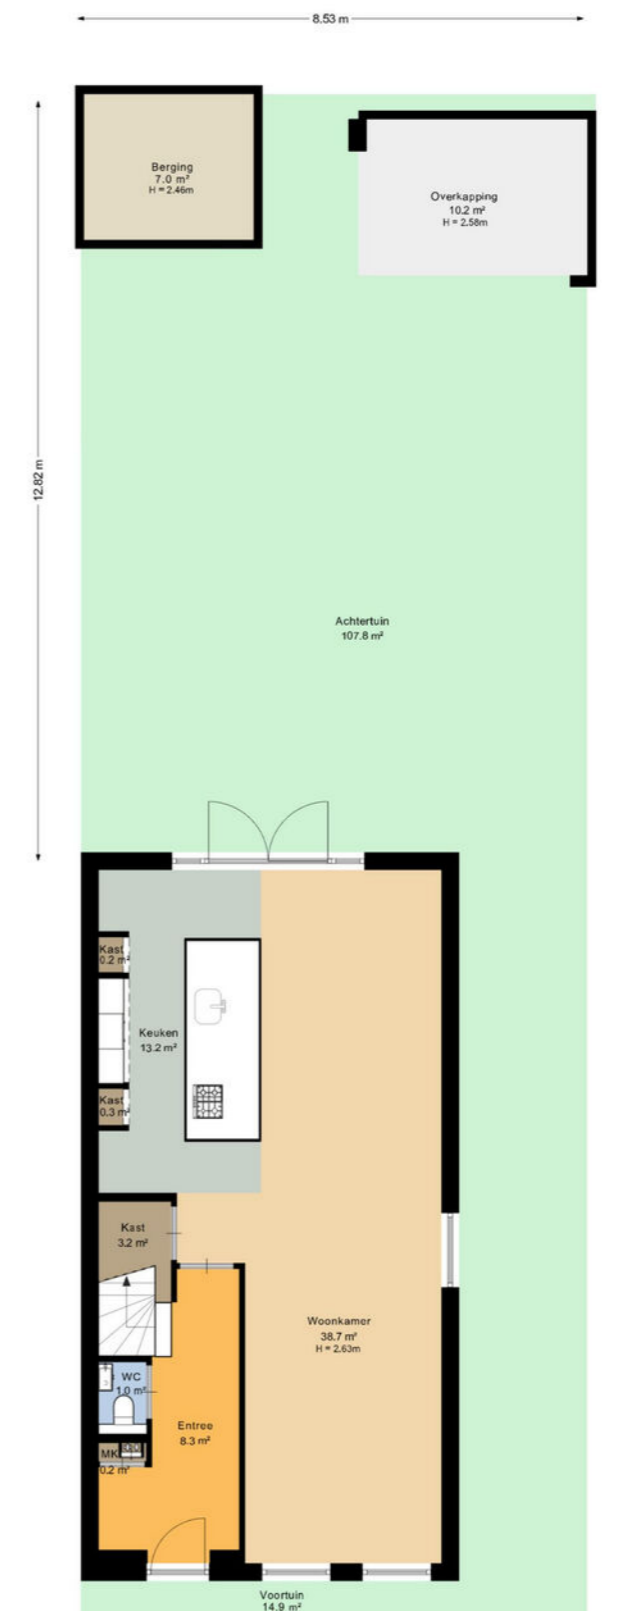 8.53 m
Berging
7.0 m²
H = 2.46m
Overkapping
10.2 m²
H = 2.58m
12.82 m
Achtertuin
107.8 m²
Kast
0.2 m²
Keuken
13.2 m²
Kast
0.3 m²
Kast
3.2 m²
Woonkamer
38.7 m²
H = 2.63m
WC
1.0 m²
Entree
8.3 m²
MK
0.2 m²
Voortuin
14.9 m²